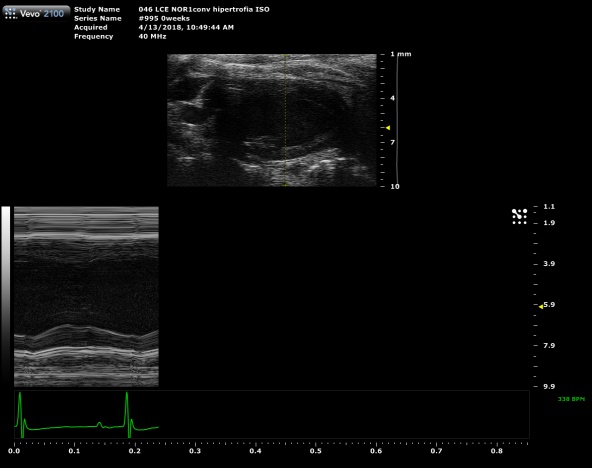 Vevo 2100
Study Name 046 LCE NOR1conv hipertrofia ISO
Series Name #995 0weeks
Acquired 4/13/2018, 10:49:44 AM
Frequency 40 MHz
1 mm
4
7
10
1.1
1.9
3.9
5.9
7.9
9.9
338 BPM
0.0 0.1 0.2 0.3 0.4 0.5 0.6 0.7 0.8